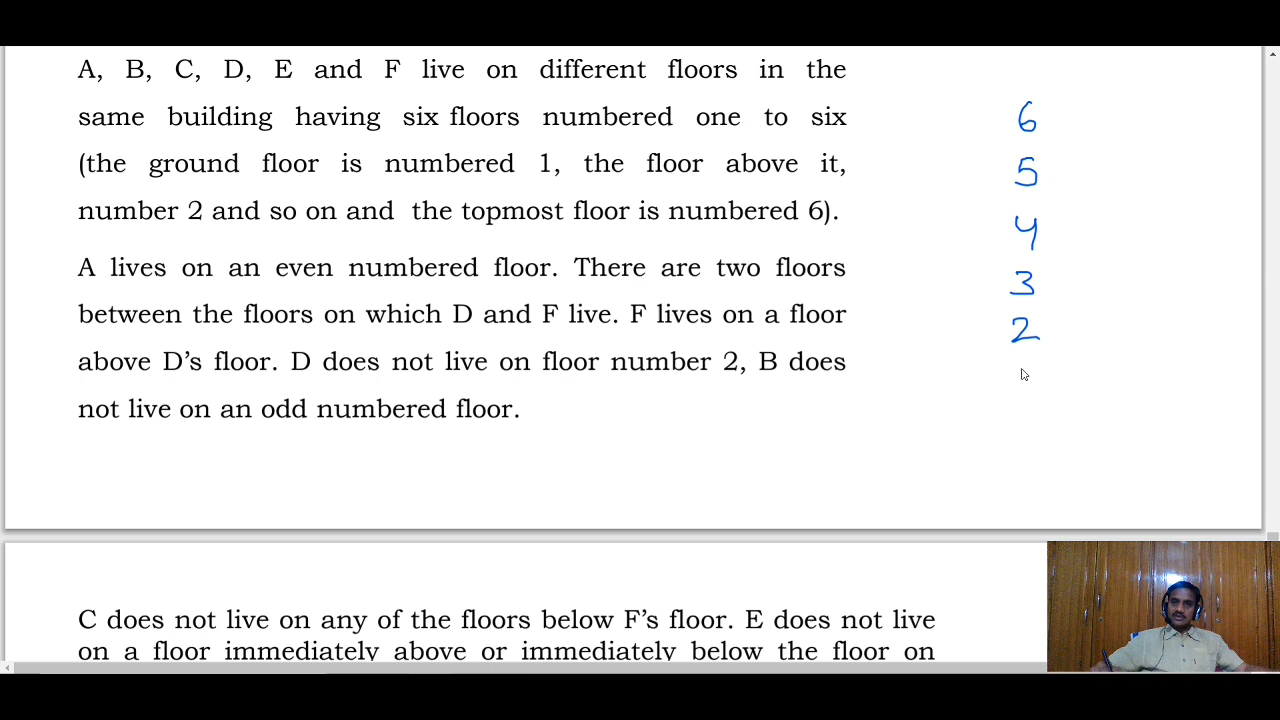 A, B, C, D, E and F live on different floors in the
same building having six floors numbered one to six
(the ground floor is numbered 1, the floor above it,
number 2 and so on and the topmost floor is numbered 6).
A lives on an even numbered floor. There are two floors
between the floors on which D and F live. F lives on a floor
above D’s floor. D does not live on floor number 2, B does
not live on an odd numbered floor.
C does not live on any of the floors below F’s floor. E does not live
on a floor immediately above or immediately below the floor on
6
5
4
3
2